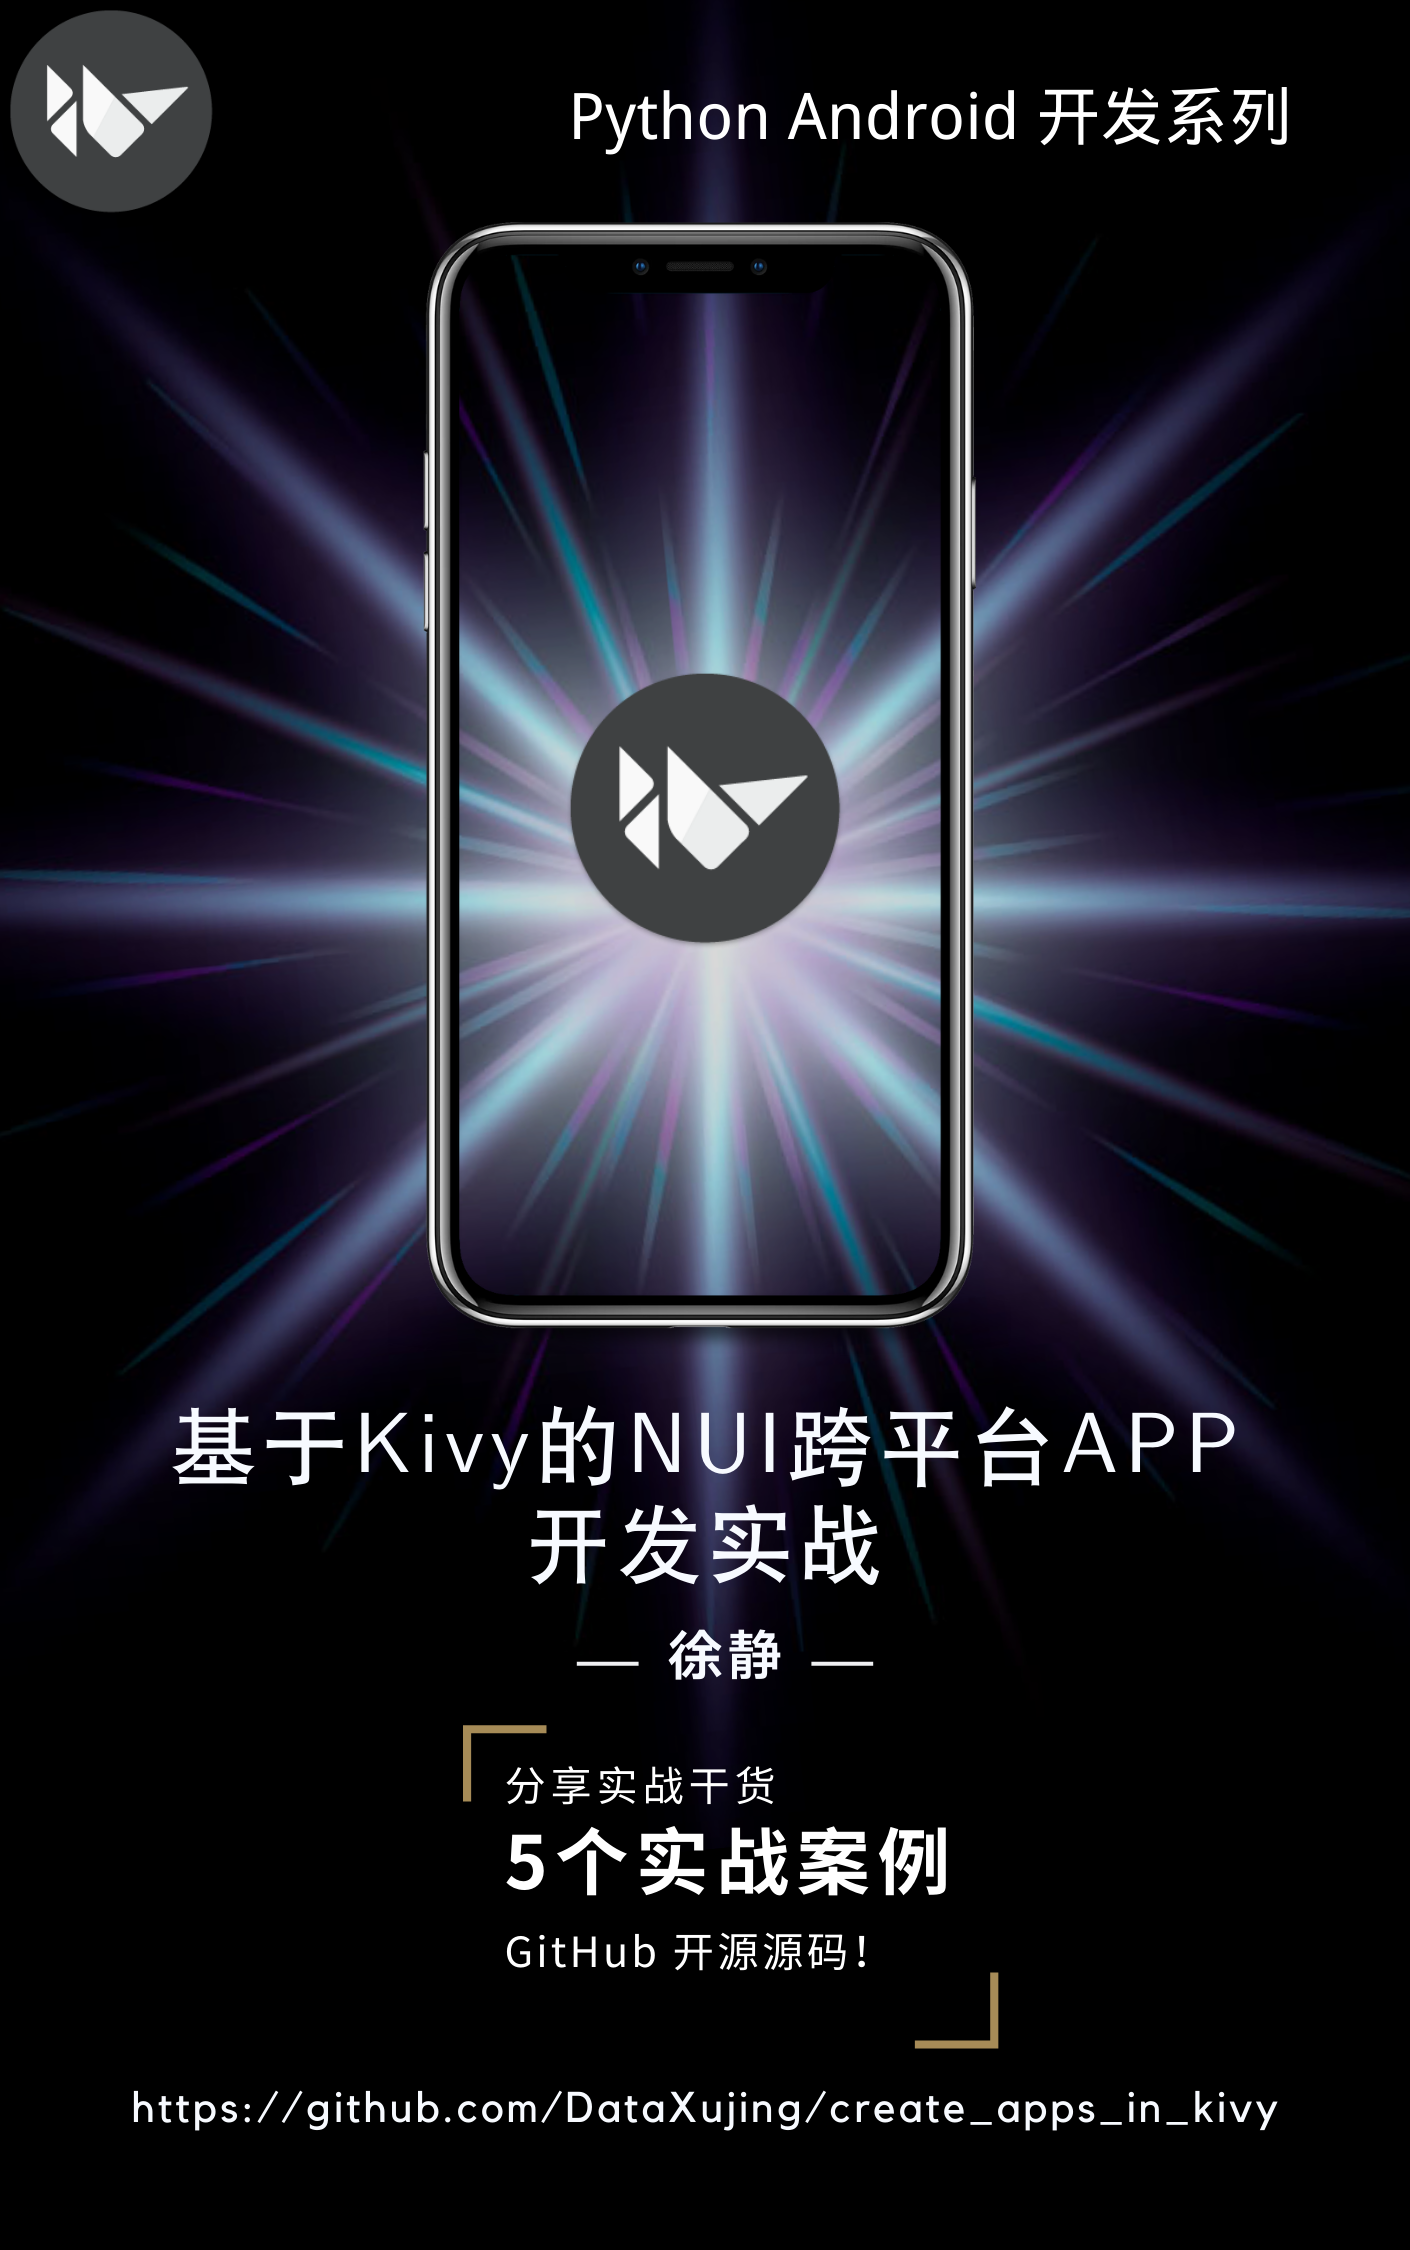 Python Android 开发系列
基于Kivy的NUI跨平台APP
开发实战
— 徐静 —
分享实战干货
5个实战案例
GitHub 开源源码！
https://github.com/DataXujing/create_apps_in_kivy